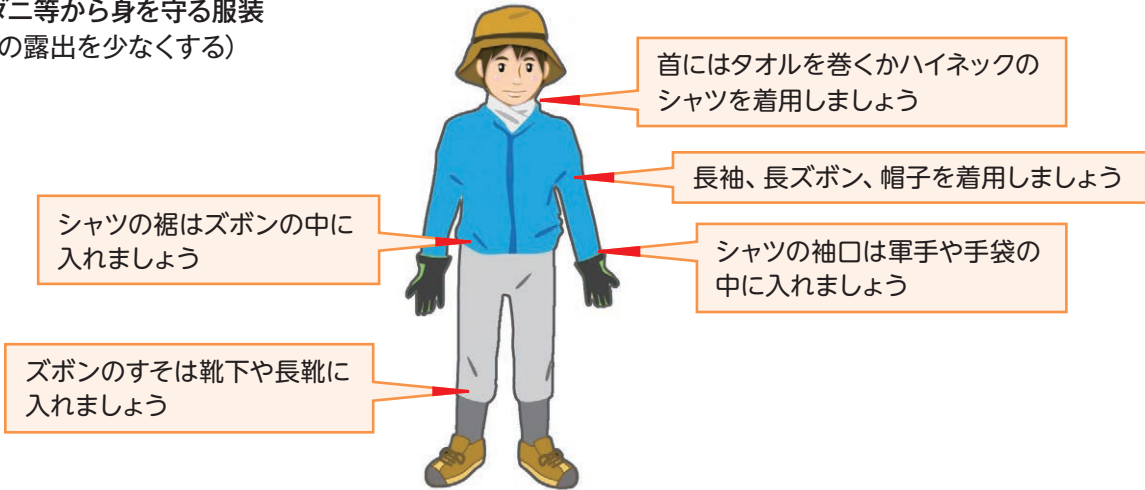 ダニ等から身を守る服装
の露出を少なくする）
首にはタオルを巻くかハイネックの
シャツを着用しましょう
長袖、長ズボン、帽子を着用しましょう
シャツの裾はズボンの中に
入れましょう
シャツの袖口は軍手や手袋の
中に入れましょう
ズボンのすそは靴下や長靴に
入れましょう